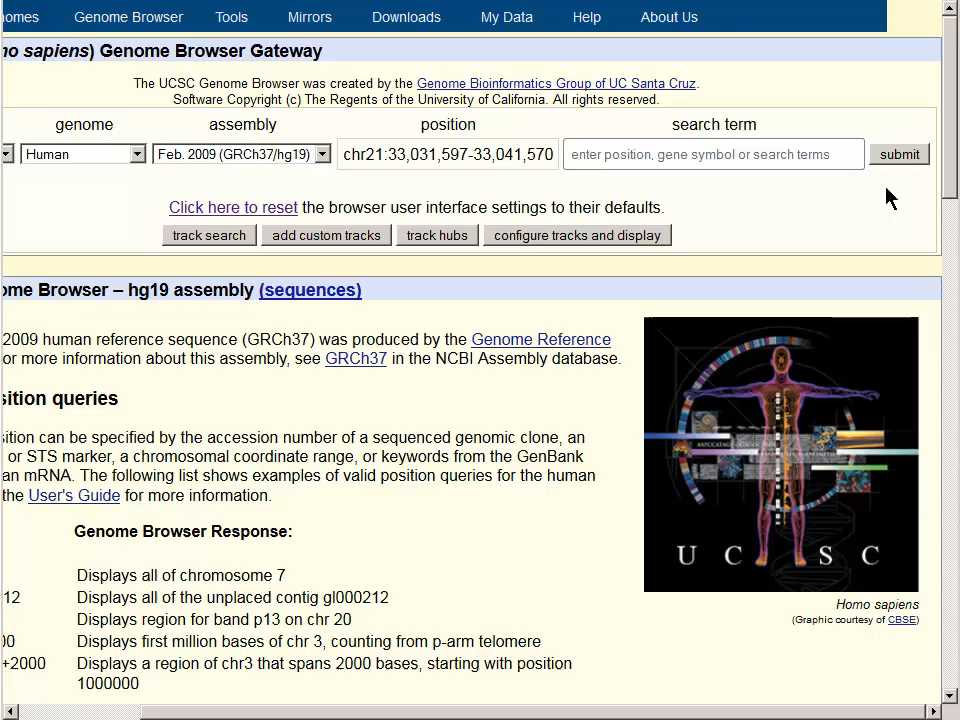 omes Genome Browser Tools Mirrors Downloads My Data Help About Us
no sapiens) Genome Browser Gateway
The UCSC Genome Browser was created by the Genome Bioinformatics Group of UC Santa Cruz.
Software Copyright (c) The Regents of the University of California. All rights reserved.
genome assembly position search term
Human Feb. 2009 (GRCh37/hg19) chr21:33,031,597-33,041,570 enter position, gene symbol or search terms submit
Click here to reset the browser user interface settings to their defaults.
track search add custom tracks track hubs configure tracks and display
ome Browser – hg19 assembly (sequences)
2009 human reference sequence (GRCh37) was produced by the Genome Reference
or more information about this assembly, see GRCh37 in the NCBI Assembly database.
sition queries
sition can be specified by the accession number of a sequenced genomic clone, an
or STS marker, a chromosomal coordinate range, or keywords from the GenBank
an mRNA. The following list shows examples of valid position queries for the human
the User's Guide for more information.
Genome Browser Response:
Displays all of chromosome 7
12 Displays all of the unplaced contig gl000212
Displays region for band p13 on chr 20
00 Displays first million bases of chr 3, counting from p-arm telomere
+2000 Displays a region of chr3 that spans 2000 bases, starting with position
1000000
U C S C
Homo sapiens
(Graphic courtesy of CBSE)